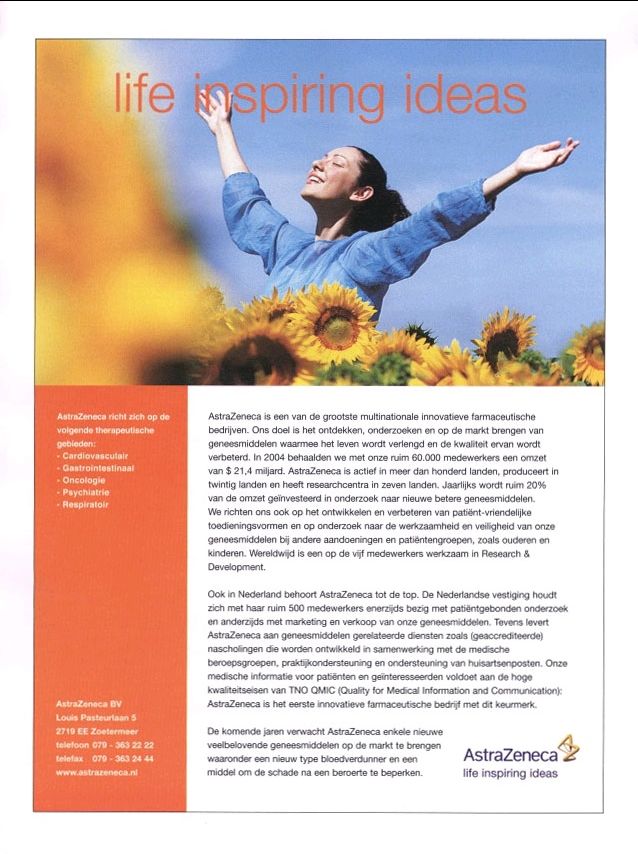 life inspiring ideas
AstraZeneca richt zich op de
volgende therapeutische
gebieden:
- Cardiovasculair
- Gastrointestinaal
- Oncologie
- Psychiatrie
- Respiratoir
AstraZeneca BV
Louis Pasteurlaan 5
2719 EE Zoetermeer
telefoon 079 - 363 22 22
telefax 079 - 363 24 44
www.astrazeneca.nl
AstraZeneca is een van de grootste multinationale innovatieve farmaceutische
bedrijven. Ons doel is het ontdekken, onderzoeken en op de markt brengen van
geneesmiddelen waarmee het leven wordt verlengd en de kwaliteit ervan wordt
verbeterd. In 2004 behaalden we met onze ruim 60.000 medewerkers een omzet
van $ 21,4 miljard. AstraZeneca is actief in meer dan honderd landen, produceert in
twintig landen en heeft researchcentra in zeven landen. Jaarlijks wordt ruim 20%
van de omzet geïnvesteerd in onderzoek naar nieuwe betere geneesmiddelen.
We richten ons ook op het ontwikkelen en verbeteren van patiënt-vriendelijke
toedieningsvormen en op onderzoek naar de werkzaamheid en veiligheid van onze
geneesmiddelen bij andere aandoeningen en patiëntengroepen, zoals ouderen en
kinderen. Wereldwijd is een op de vijf medewerkers werkzaam in Research &
Development.
Ook in Nederland behoort AstraZeneca tot de top. De Nederlandse vestiging houdt
zich met haar ruim 500 medewerkers enerzijds bezig met patiëntgebonden onderzoek
en anderzijds met marketing en verkoop van onze geneesmiddelen. Tevens levert
AstraZeneca aan geneesmiddelen gerelateerde diensten zoals (geaccrediteerde)
nascholingen die worden ontwikkeld in samenwerking met de medische
beroepsgroepen, praktijkondersteuning en ondersteuning van huisartsenposten. Onze
medische informatie voor patiënten en geïnteresseerden voldoet aan de hoge
kwaliteitseisen van TNO QMIC (Quality for Medical Information and Communication):
AstraZeneca is het eerste innovatieve farmaceutische bedrijf met dit keurmerk.
De komende jaren verwacht AstraZeneca enkele nieuwe
veelbelovende geneesmiddelen op de markt te brengen
waaronder een nieuw type bloedverdunner en een
middel om de schade na een beroerte te beperken.
AstraZeneca
life inspiring ideas